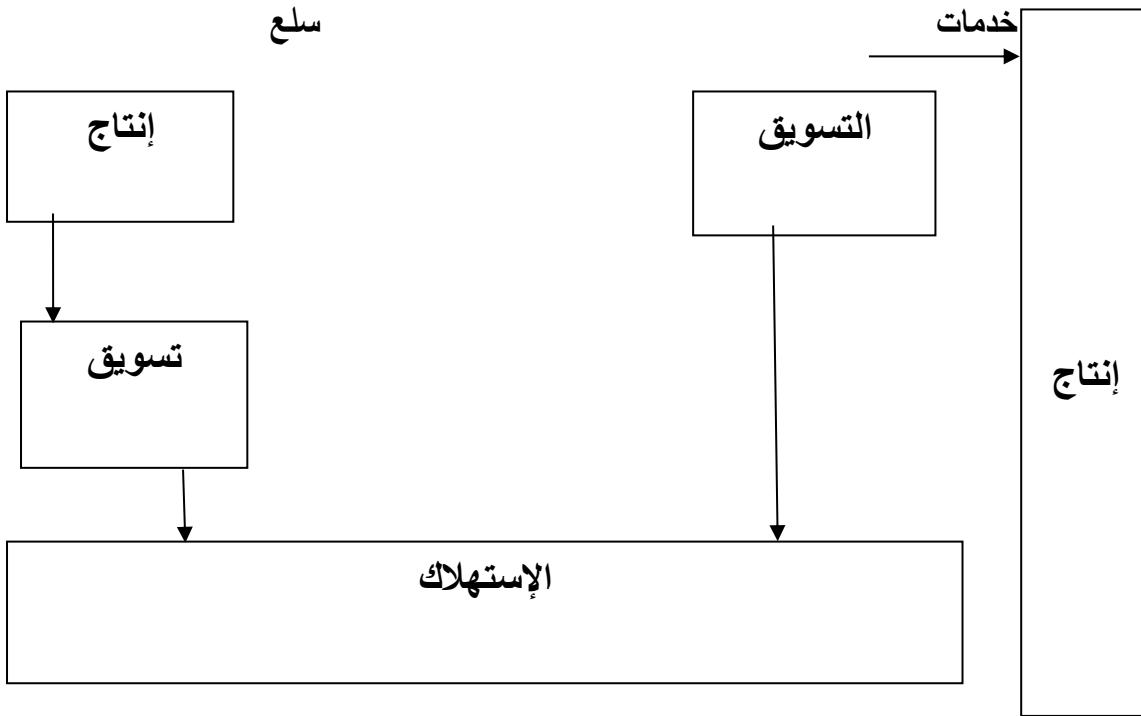 خدمات
سلع
التسويق
إنتاج
إنتاج
تسويق
الإستهلاك